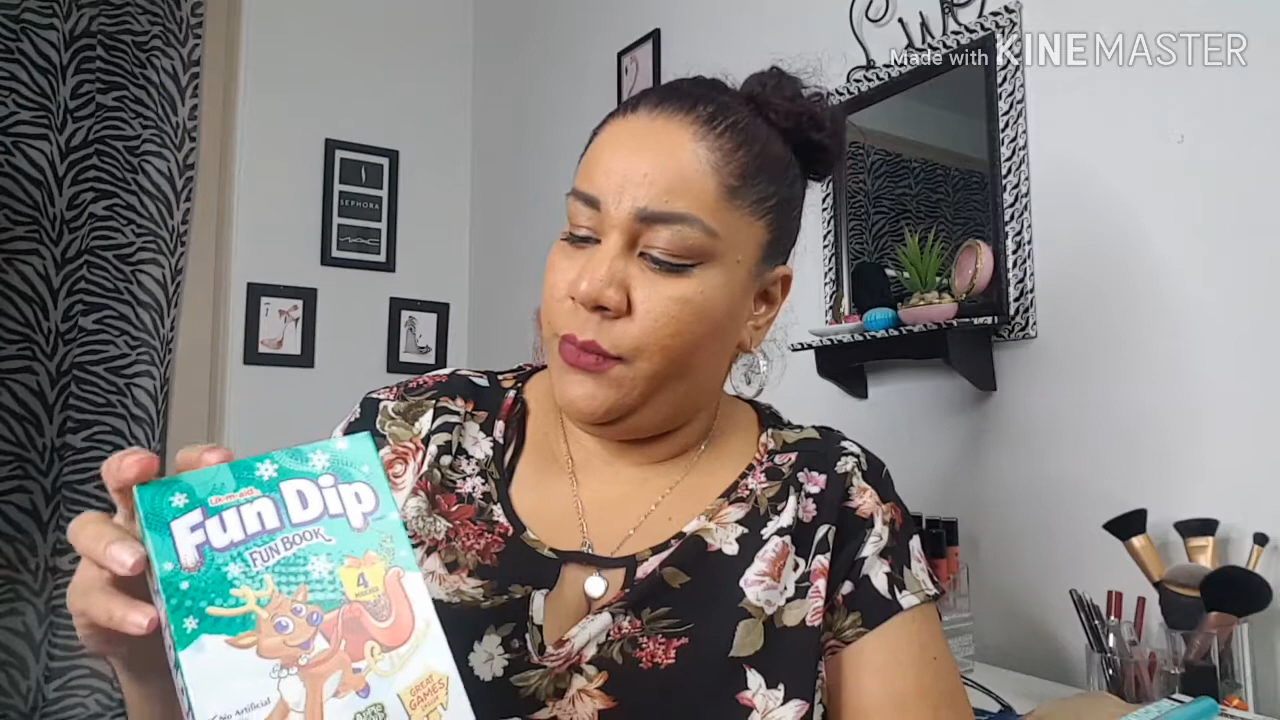 Made with KINEMASTER
SEPHORA
MAC
Lik-m-aid
Fun Dip
FUN BOOK
4
No Artificial
GREAT
GAMES